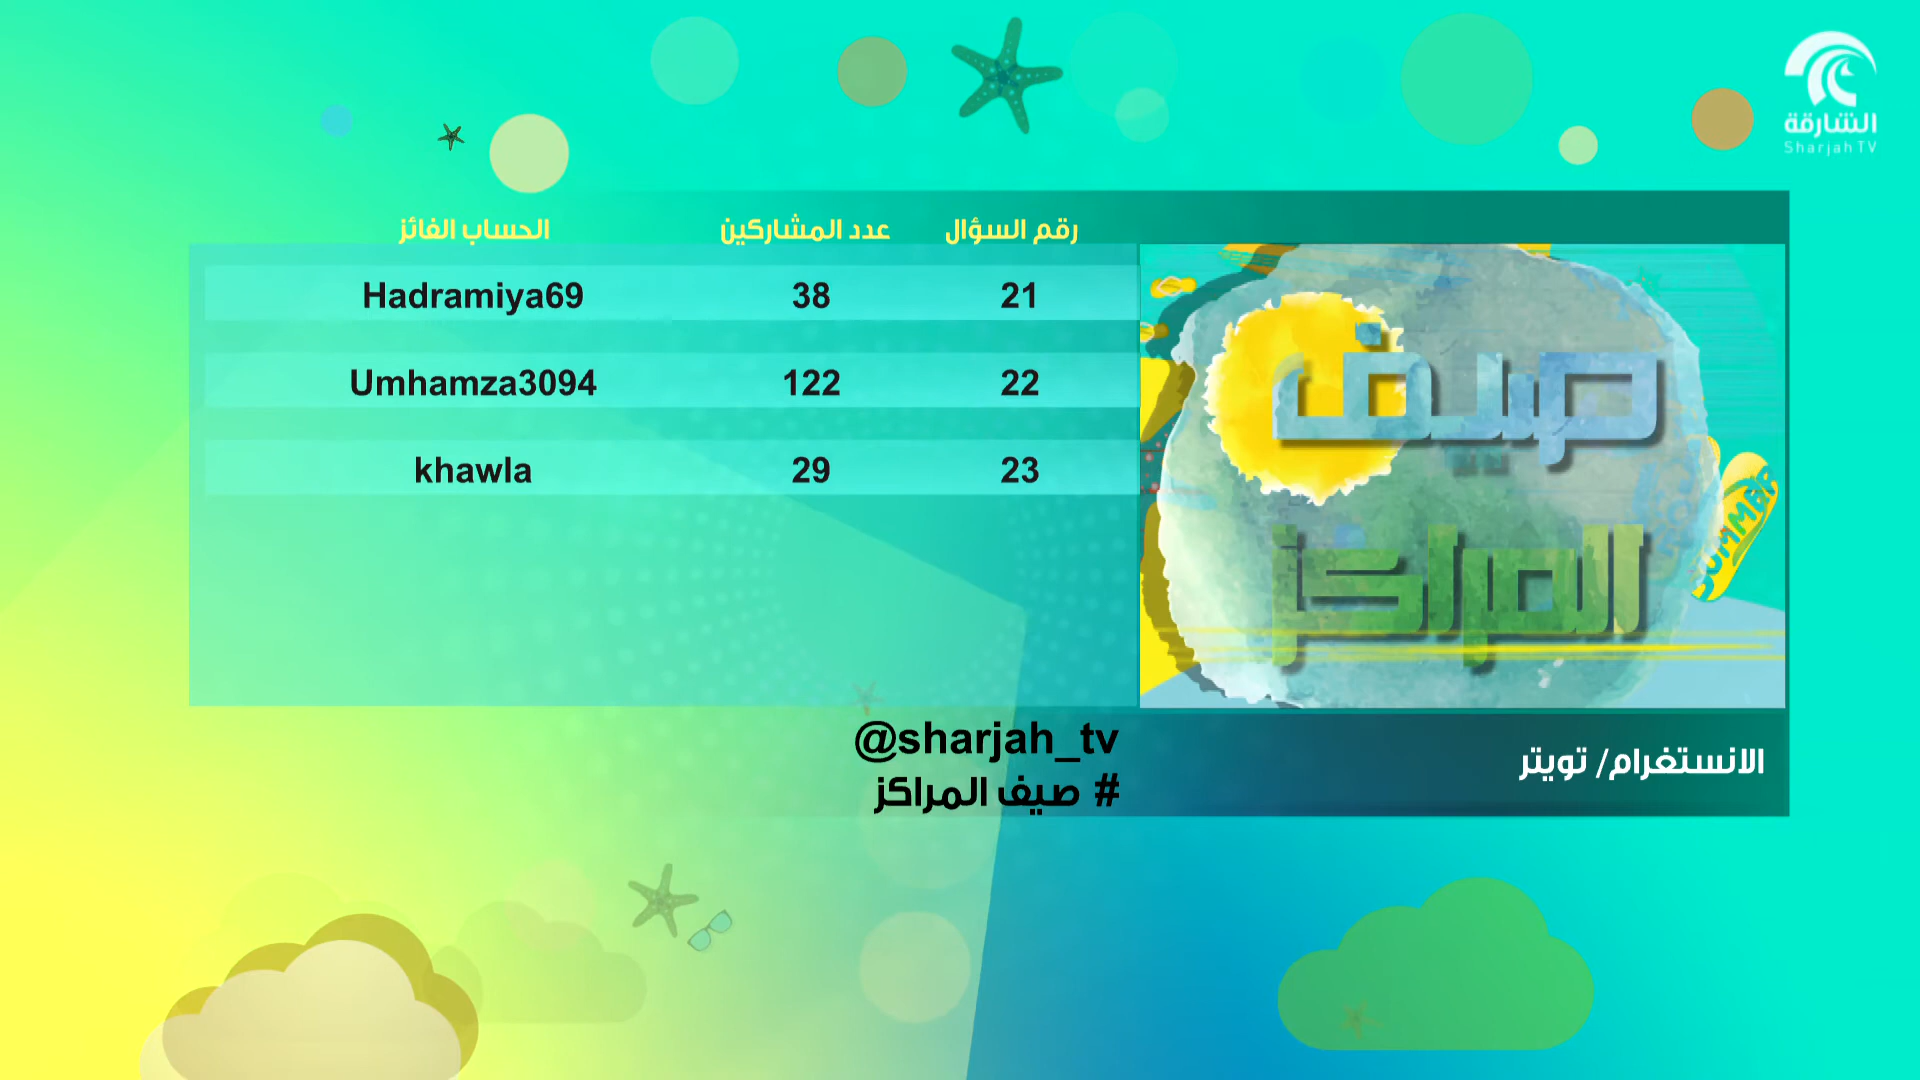 الشارقة
Sharjah TV
رقم السؤال عدد المشاركين الحساب الفائز
21 38 Hadramiya69
22 122 Umhamza3094
23 29 khawla
صيف
المراكز
SUMMER
الانستغرام/ تويتر
@sharjah_tv
# صيف المراكز